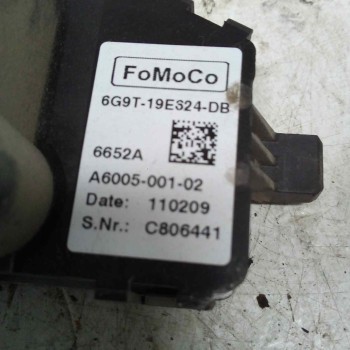 FoMoCo
6G9T-19E324-DB
6652A
A6005-001-02
Date: 110209
S.Nr.: C806441